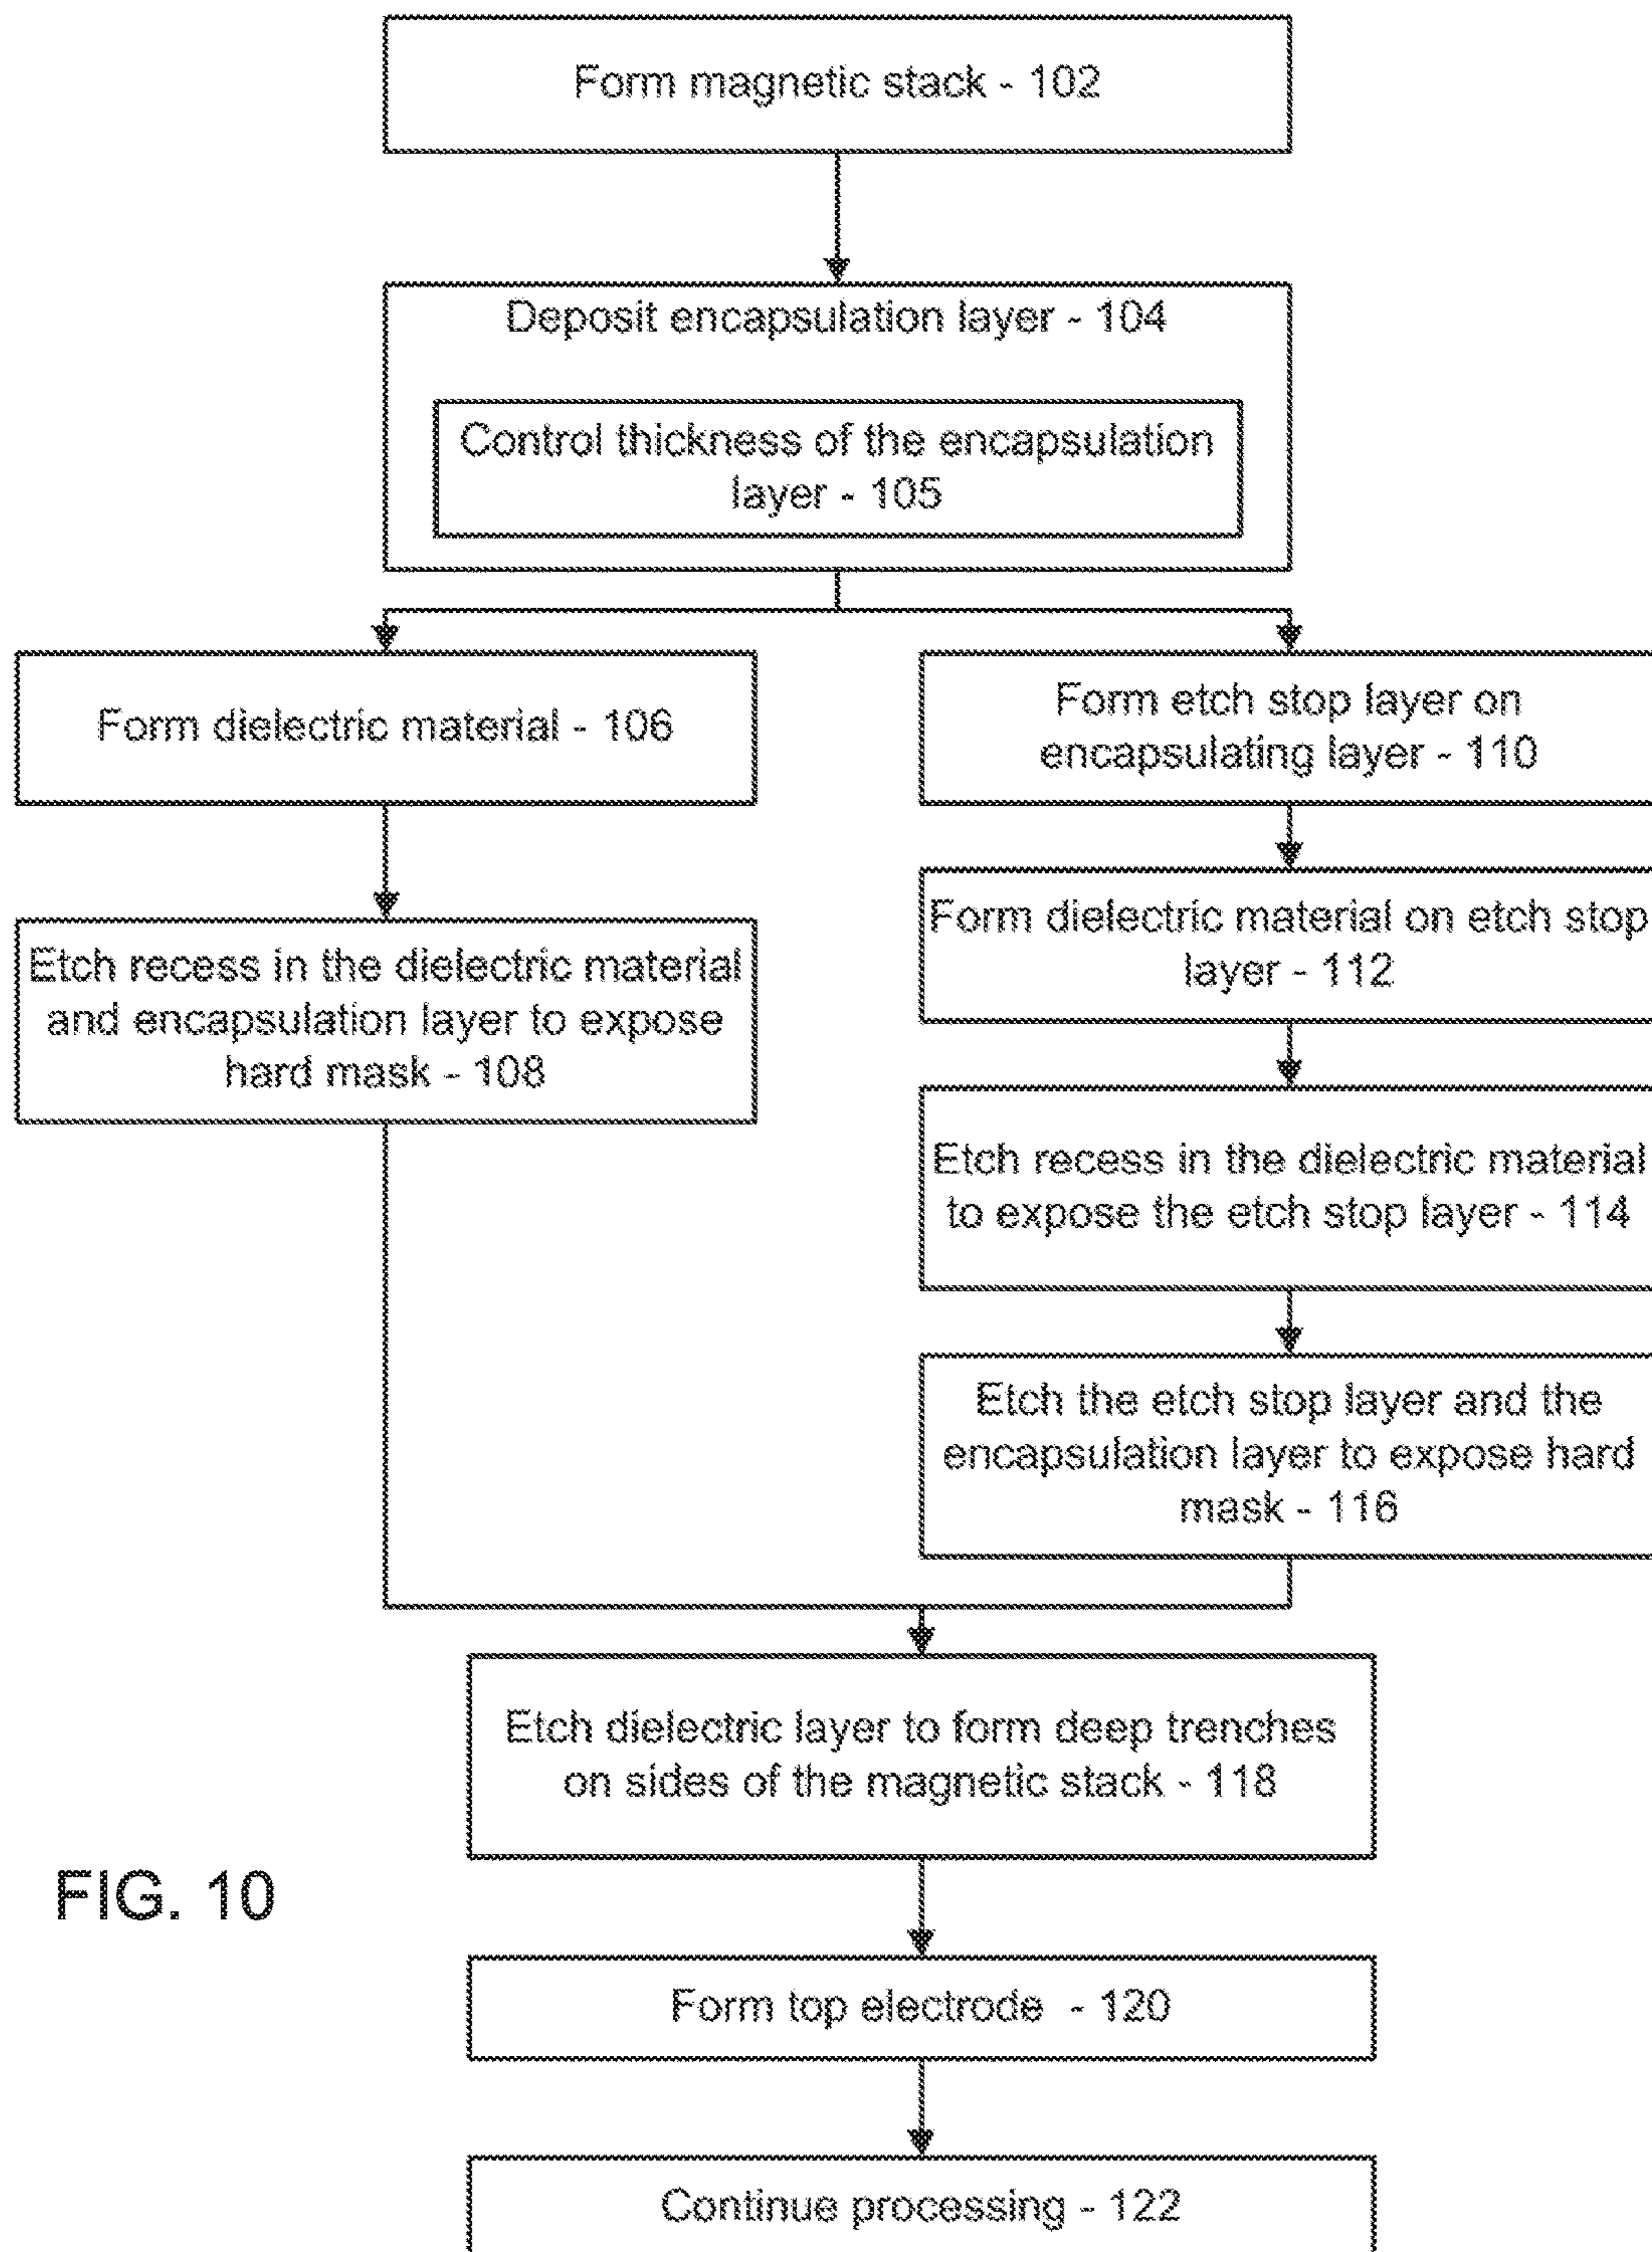 Form magnetic stack - 102
Deposit encapsulation layer - 104
Control thickness of the encapsulation
layer - 105
Form dielectric material - 106
Etch recess in the dielectric material
and encapsulation layer to expose
hard mask - 108
Form etch stop layer on
encapsulating layer - 110
Form dielectric material on etch stop
layer - 112
Etch recess in the dielectric material
to expose the etch stop layer - 114
Etch the etch stop layer and the
encapsulation layer to expose hard
mask - 116
Etch dielectric layer to form deep trenches
on sides of the magnetic stack - 118
FIG. 10
Form top electrode - 120
Continue processing - 122